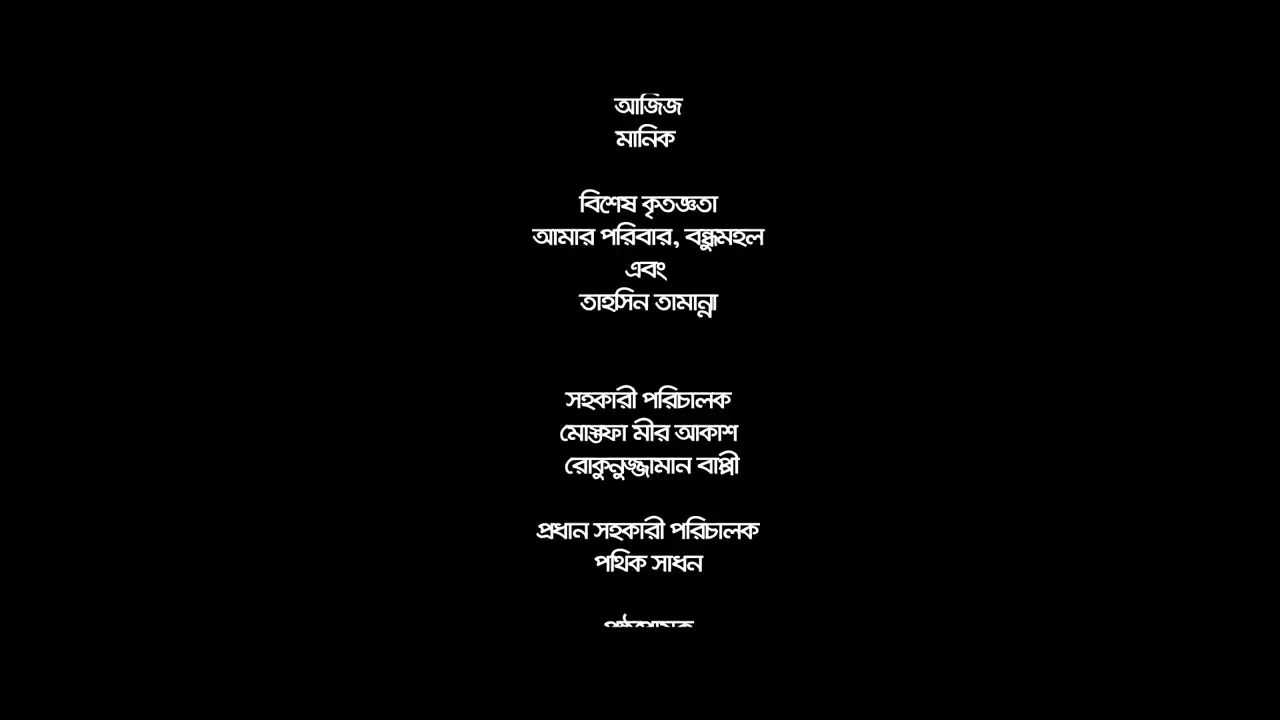 আজিজ
মানিক
বিশেষ কৃতজ্ঞতা
আমার পরিবার, বন্ধুমহল
এবং
তাহসিন তামান্না
সহকারী পরিচালক
মোস্তফা মীর আকাশ
রোকুনুজ্জামান বাপ্পী
প্রধান সহকারী পরিচালক
পথিক সাধন